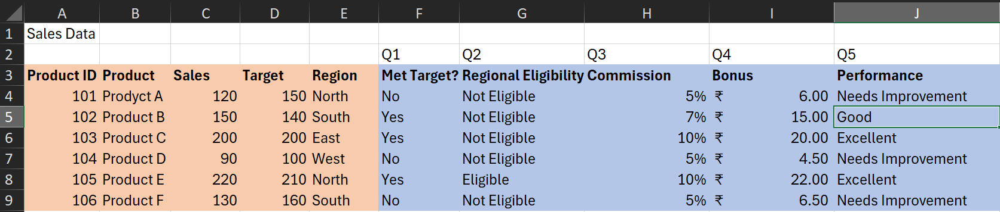 A B C D E F G H I J
1 Sales Data
2 Q1 Q2 Q3 Q4 Q5
3 Product ID Product Sales Target Region Met Target? Regional Eligibility Commission Bonus Performance
4 101 Prodyct A 120 150 North No Not Eligible 5% ₹ 6.00 Needs Improvement
5 102 Product B 150 140 South Yes Not Eligible 7% ₹ 15.00 Good
6 103 Product C 200 200 East Yes Not Eligible 10% ₹ 20.00 Excellent
7 104 Product D 90 100 West No Not Eligible 5% ₹ 4.50 Needs Improvement
8 105 Product E 220 210 North Yes Eligible 10% ₹ 22.00 Excellent
9 106 Product F 130 160 South No Not Eligible 5% ₹ 6.50 Needs Improvement